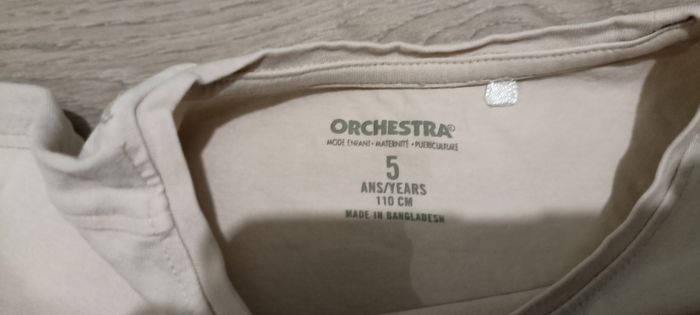 ORCHESTRA®
MODE ENFANT • MATERNITÉ • PUÉRICULTURE
5
ANS/YEARS
110 CM
MADE IN BANGLADESH